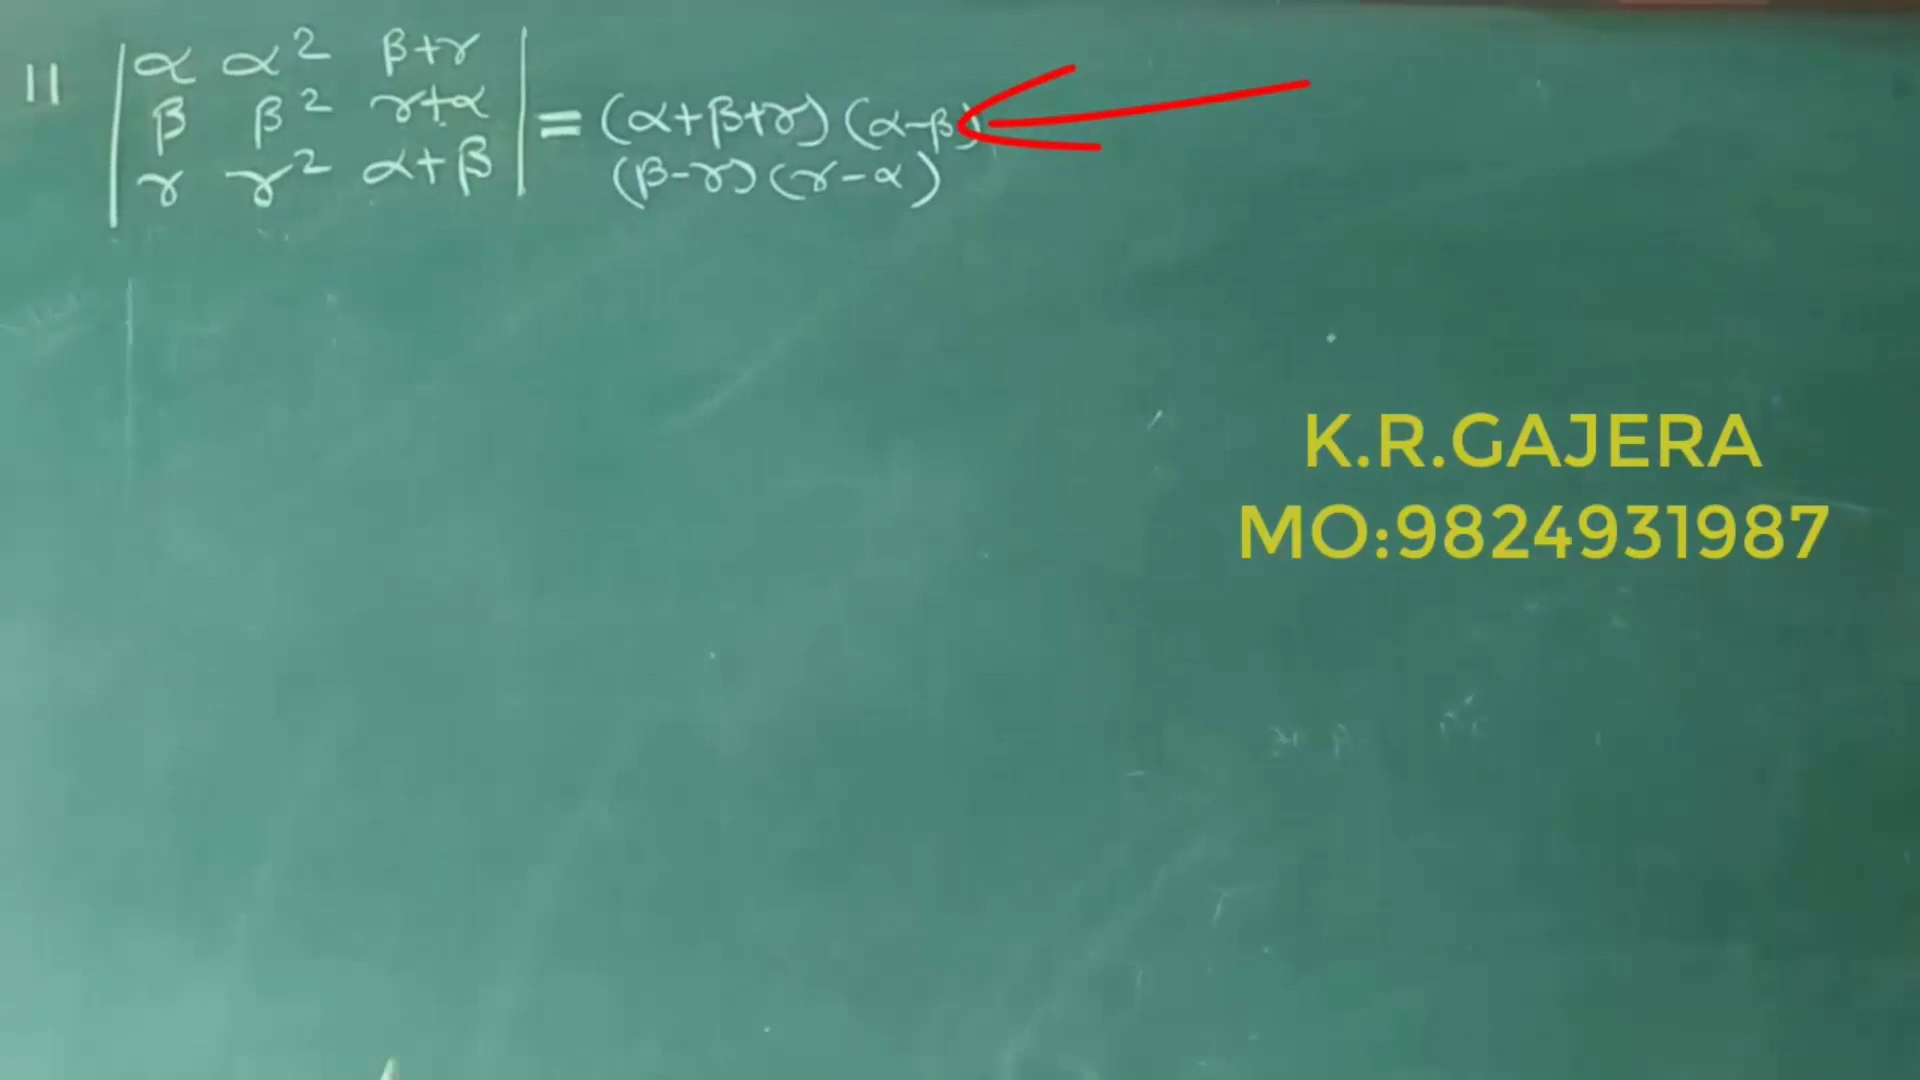 11 | α α² β+γ |
| β β² γ+α | = (α+β+γ) (α-β)
| γ γ² α+β | (β-γ) (γ-α)
K.R.GAJERA
MO:9824931987